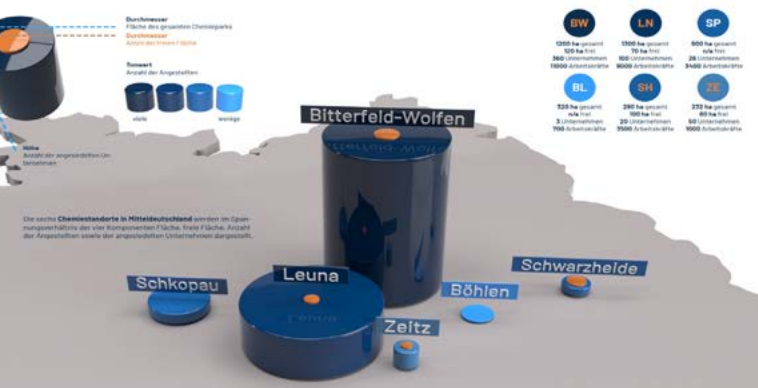 Durchmesser
Fläche des gesamten Chemieparks
Durchmesser
Anteil der freien Fläche
Tonwert
Anzahl der Angestellten
viele
wenige
Höhe
Anzahl der angesiedelten Un-
ternehmen
Die sechs Chemiestandorte in Mitteldeutschland werden im Span-
nungsverhältnis der vier Komponenten Fläche, freie Fläche, Anzahl
der Angestellten sowie der angesiedelten Unternehmen dargestellt.
BW
1200 ha gesamt
120 ha frei
360 Unternehmen
11000 Arbeitskräfte
LN
1300 ha gesamt
70 ha frei
100 Unternehmen
9000 Arbeitskräfte
SP
600 ha gesamt
n/a frei
26 Unternehmen
3400 Arbeitskräfte
BL
320 ha gesamt
n/a frei
3 Unternehmen
700 Arbeitskräfte
SH
290 ha gesamt
100 ha frei
20 Unternehmen
3500 Arbeitskräfte
ZE
232 ha gesamt
60 ha frei
50 Unternehmen
1000 Arbeitskräfte
Bitterfeld-Wolfen
Schkopau
Leuna
Zeitz
Böhlen
Schwarzheide